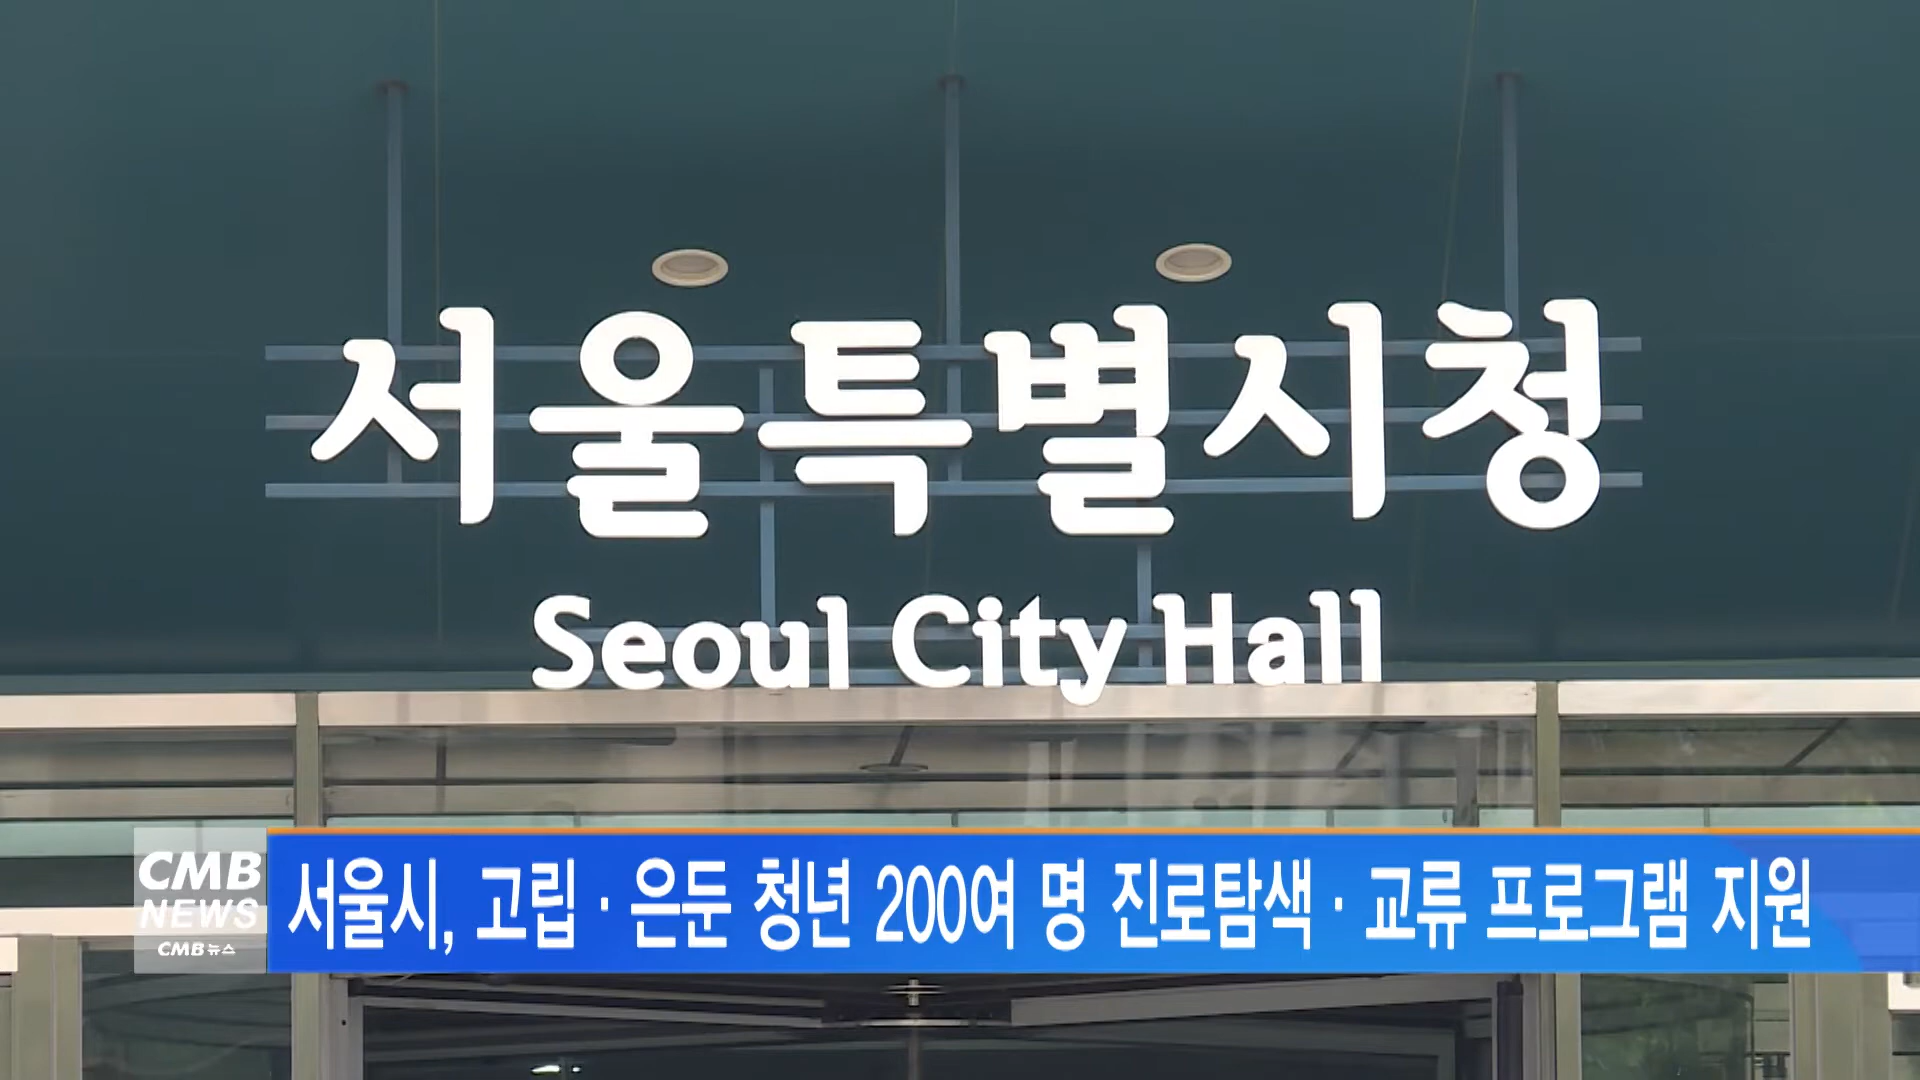 서울특별시청
Seoul City Hall
CMB
NEWS
CMB 뉴스
서울시, 고립·은둔 청년 200여 명 진로탐색·교류 프로그램 지원